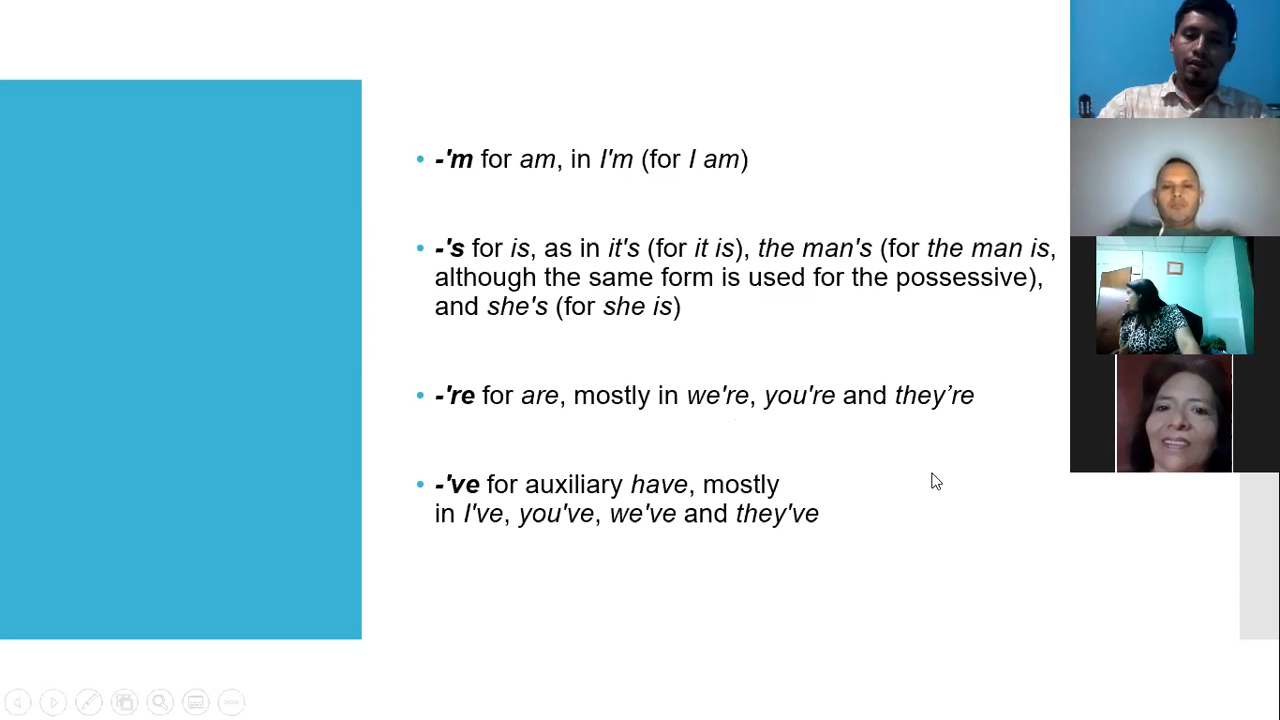 • -'m for am, in I'm (for I am)
• -'s for is, as in it's (for it is), the man's (for the man is,
although the same form is used for the possessive),
and she's (for she is)
• -'re for are, mostly in we're, you're and they’re
• -'ve for auxiliary have, mostly
in I've, you've, we've and they've